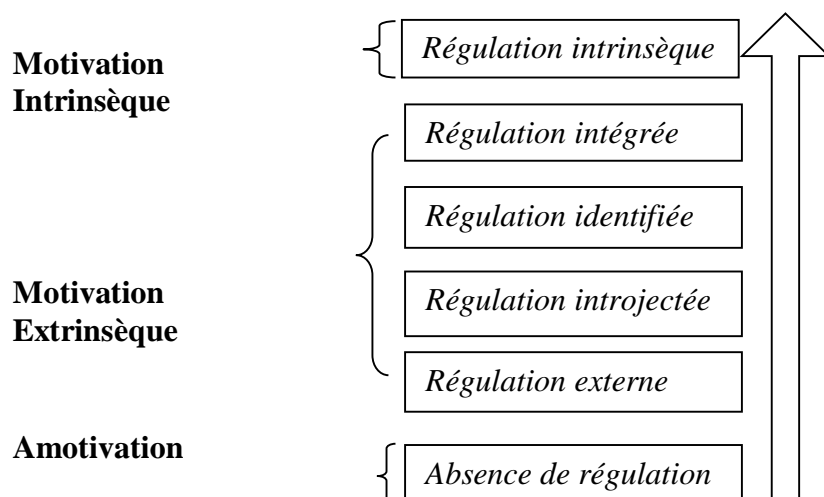 Motivation
Intrinsèque
Régulation intrinsèque
Régulation intégrée
Régulation identifiée
Motivation
Extrinsèque
Régulation introjectée
Régulation externe
Amotivation
Absence de régulation